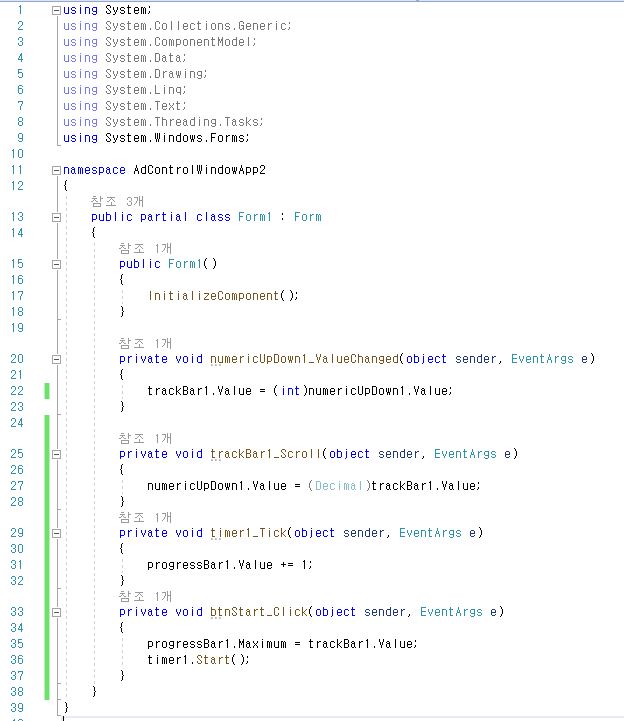 1 using System;
2 using System.Collections.Generic;
3 using System.ComponentModel;
4 using System.Data;
5 using System.Drawing;
6 using System.Linq;
7 using System.Text;
8 using System.Threading.Tasks;
9 using System.Windows.Forms;
10
11 namespace AdControlWindowApp2
12 {
참조 3개
13 public partial class Form1 : Form
14 {
참조 1개
15 public Form1()
16 {
17 InitializeComponent();
18 }
19
참조 1개
20 private void numericUpDown1_ValueChanged(object sender, EventArgs e)
21 {
22 trackBar1.Value = (int)numericUpDown1.Value;
23 }
24
참조 1개
25 private void trackBar1_Scroll(object sender, EventArgs e)
26 {
27 numericUpDown1.Value = (Decimal)trackBar1.Value;
28 }
참조 1개
29 private void timer1_Tick(object sender, EventArgs e)
30 {
31 progressBar1.Value += 1;
32 }
참조 1개
33 private void btnStart_Click(object sender, EventArgs e)
34 {
35 progressBar1.Maximum = trackBar1.Value;
36 timer1.Start();
37 }
38 }
39 }